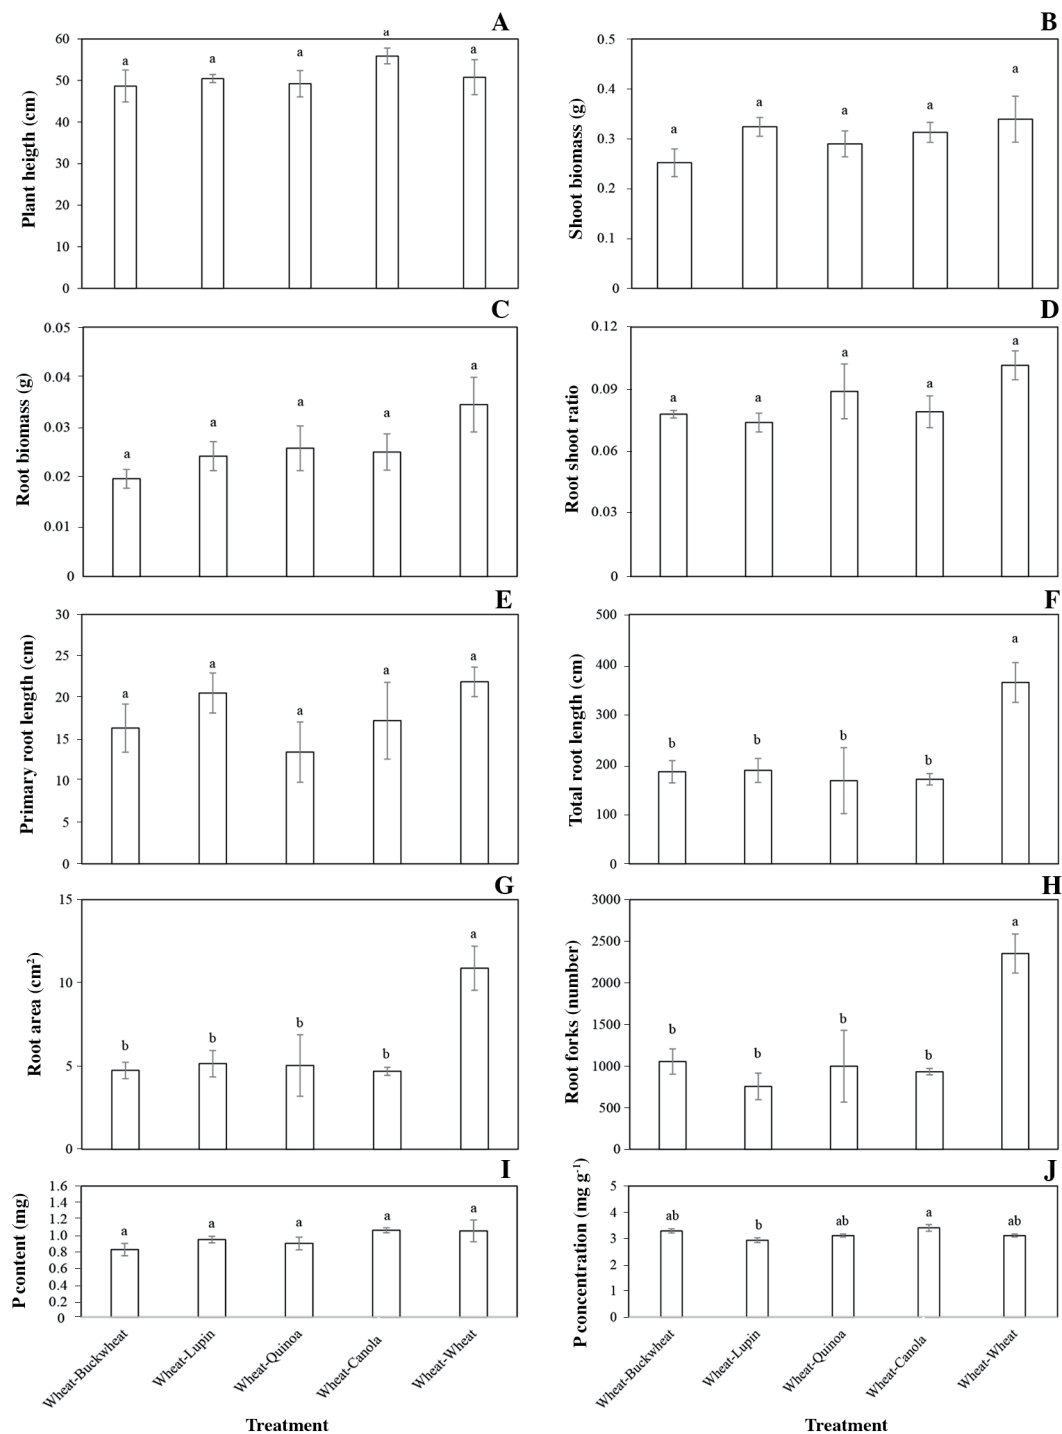 A
60
50
40
30
20
10
0
Plant heigth (cm)
a
a
a
a
a
B
0.5
0.4
0.3
0.2
0.1
0
Shoot biomass (g)
a
a
a
a
a
C
0.05
0.04
0.03
0.02
0.01
0
Root biomass (g)
a
a
a
a
a
D
0.12
0.09
0.06
0.03
0
Root shoot ratio
a
a
a
a
a
E
30
25
20
15
10
5
0
Primary root length (cm)
a
a
a
a
a
F
500
400
300
200
100
0
Total root length (cm)
b
b
b
b
a
G
15
10
5
0
Root area (cm²)
b
b
b
b
a
H
3000
2500
2000
1500
1000
500
0
Root forks (number)
b
b
b
b
a
I
1.6
1.4
1.2
1.0
0.8
0.6
0.4
0.2
0
P content (mg)
a
a
a
a
a
Wheat-Buckwheat
Wheat-Lupin
Wheat-Quinoa
Wheat-Canola
Wheat-Wheat
Treatment
J
5
4
3
2
1
0
P concentration (mg g⁻¹)
ab
b
ab
a
ab
Wheat-Buckwheat
Wheat-Lupin
Wheat-Quinoa
Wheat-Canola
Wheat-Wheat
Treatment